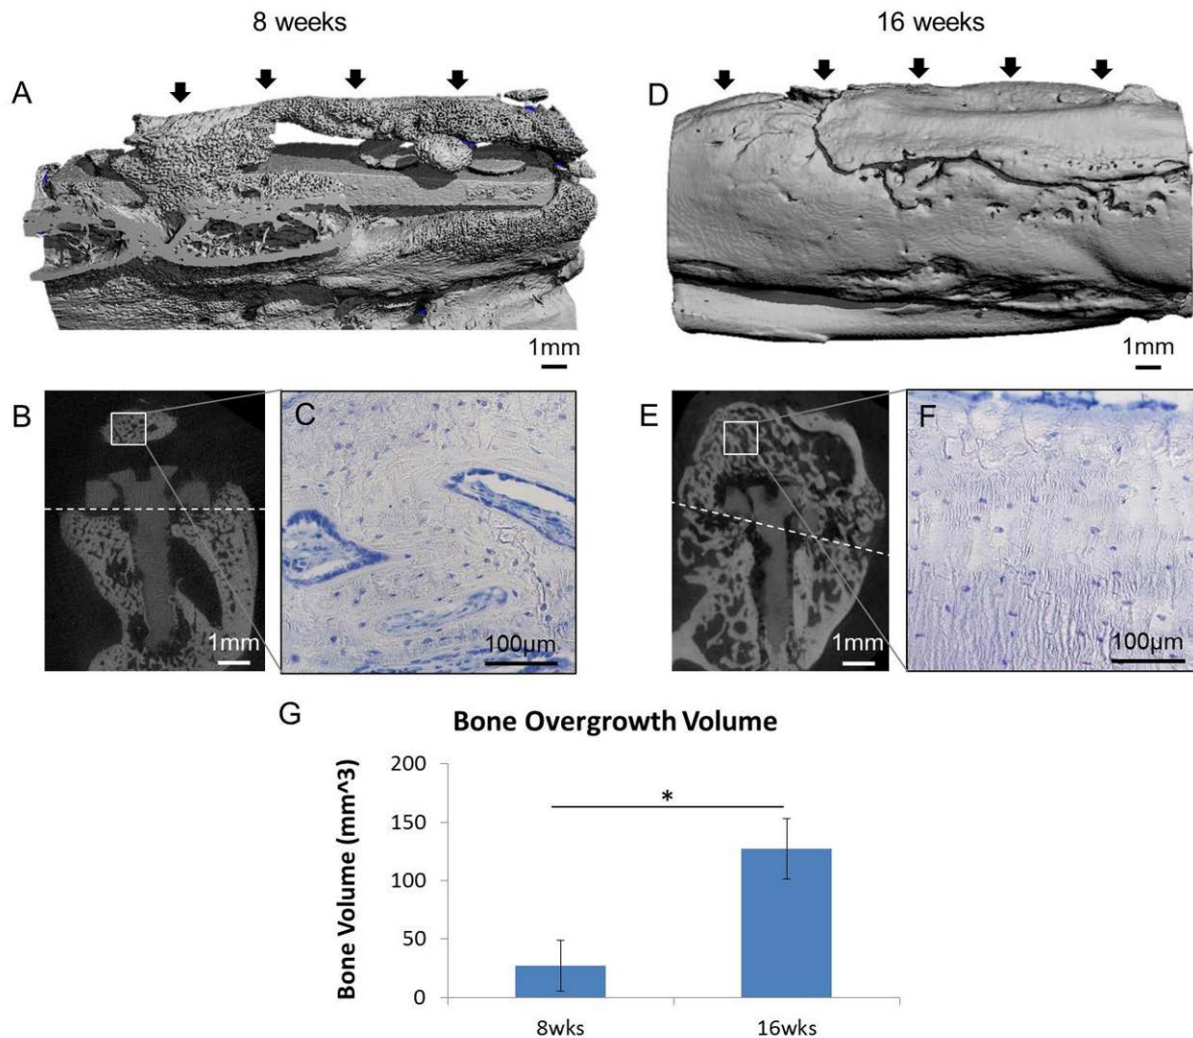 8 weeks
16 weeks
A
D
1mm
1mm
B
C
E
F
1mm
100µm
1mm
100µm
G
Bone Overgrowth Volume
Bone Volume (mm^3)
200
150
100
50
0
*
8wks
16wks